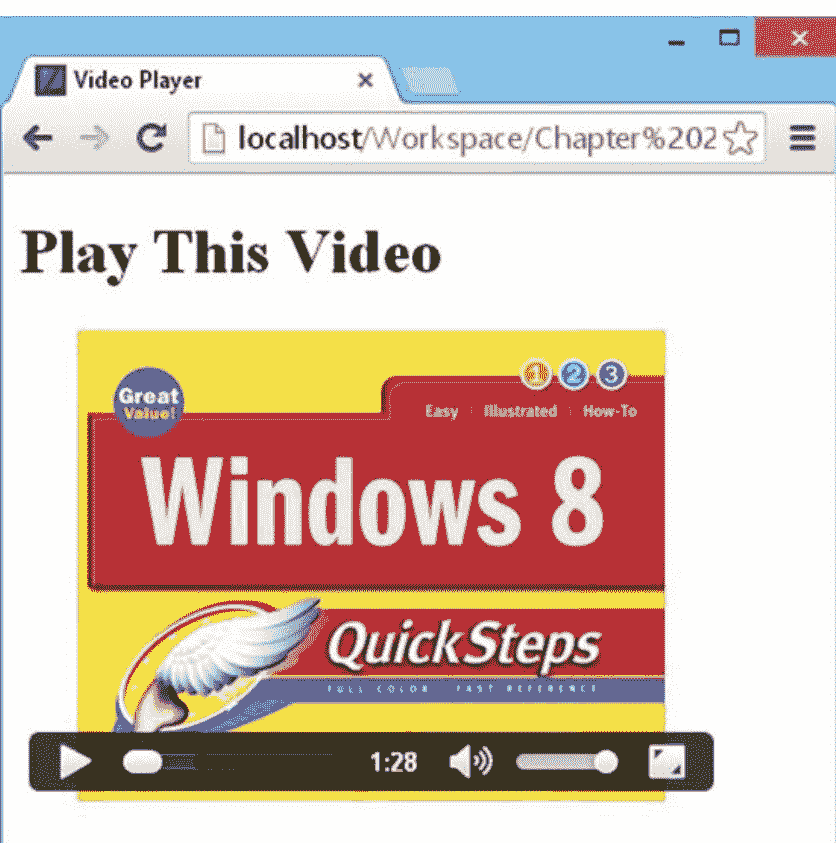 Video Player
localhost/Workspace/Chapter%202
Play This Video
Great
Value!
1 2 3
Easy Illustrated How-To
Windows 8
QuickSteps
FULL COLOR FAST REFERENCE
1:28